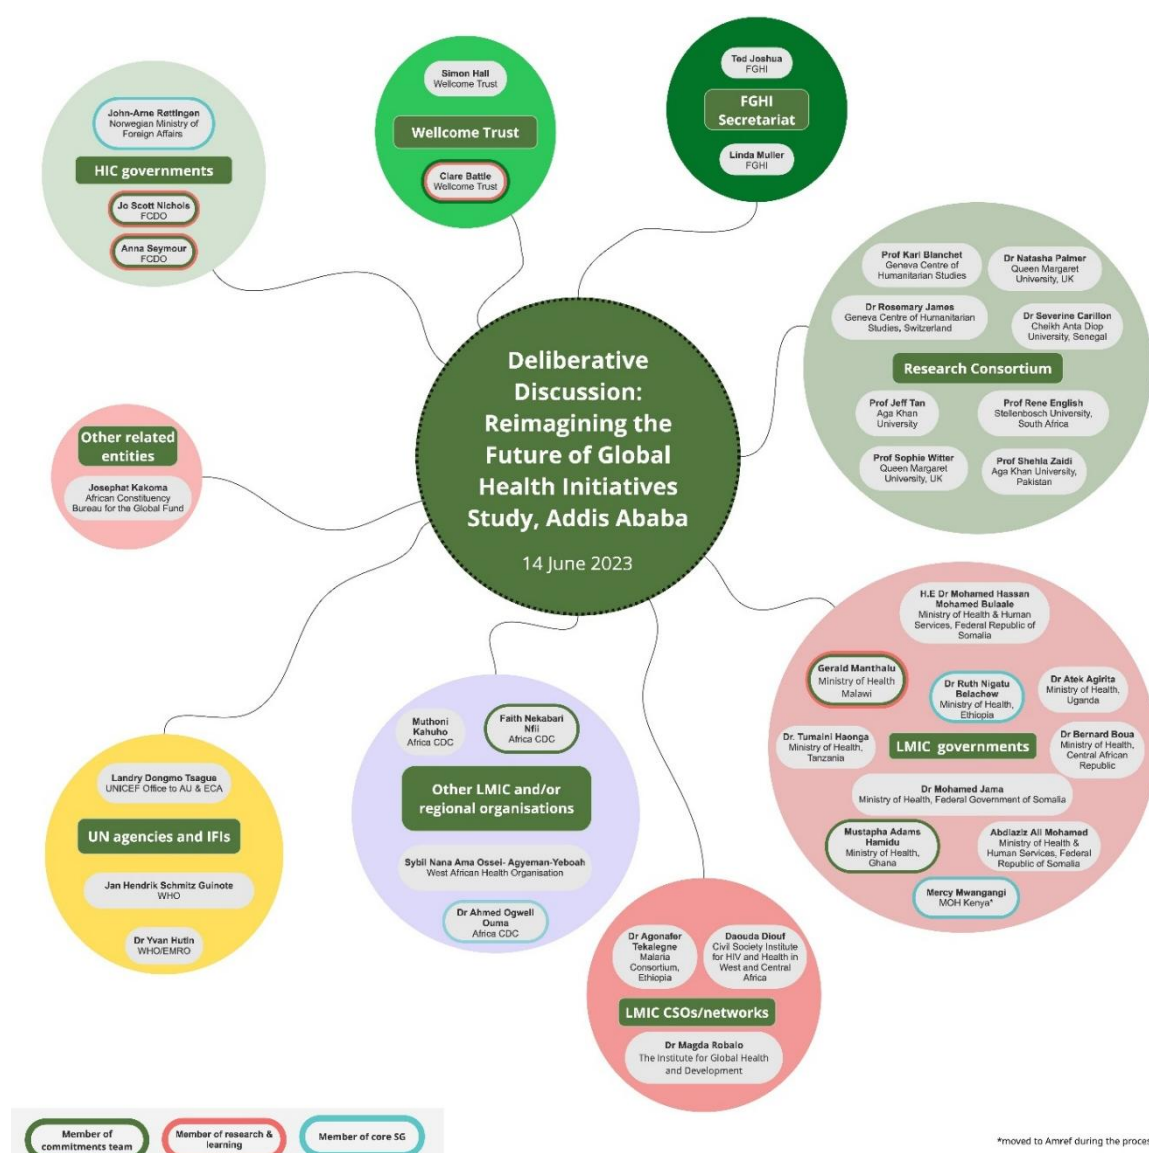 John-Arne Røttingen
Norwegian Ministry of
Foreign Affairs
HIC governments
Jo Scott Nichols
FCDO
Anna Seymour
FCDO
Simon Hall
Wellcome Trust
Wellcome Trust
Clare Battle
Wellcome Trust
Ted Joshua
FGHI
FGHI
Secretariat
Linda Muller
FGHI
Prof Karl Blanchet
Geneva Centre of
Humanitarian Studies
Dr Natasha Palmer
Queen Margaret
University, UK
Dr Rosemary James
Geneva Centre of Humanitarian
Studies, Switzerland
Dr Severine Carillon
Cheikh Anta Diop
University, Senegal
Research Consortium
Prof Jeff Tan
Aga Khan
University
Prof Rene English
Stellenbosch University,
South Africa
Prof Sophie Witter
Queen Margaret
University, UK
Prof Shehla Zaidi
Aga Khan University,
Pakistan
Deliberative
Discussion:
Reimagining the
Future of Global
Health Initiatives
Study, Addis Ababa
14 June 2023
Other related
entities
Josephat Kakoma
African Constituency
Bureau for the Global Fund
H.E Dr Mohamed Hassan
Mohamed Bulaale
Ministry of Health & Human
Services, Federal Republic of
Somalia
Gerald Manthalu
Ministry of Health
Malawi
Dr Ruth Nigatu
Belachew
Ministry of Health,
Ethiopia
Dr Atek Agirita
Ministry of Health,
Uganda
Dr. Tumaini Haonga
Ministry of Health,
Tanzania
LMIC governments
Dr Bernard Boua
Ministry of Health,
Central African
Republic
Dr Mohamed Jama
Ministry of Health, Federal Government of Somalia
Mustapha Adams
Hamidu
Ministry of Health,
Ghana
Abdiaziz Ali Mohamed
Ministry of Health &
Human Services, Federal
Republic of Somalia
Mercy Mwangangi
MOH Kenya*
Muthoni
Kahuho
Africa CDC
Faith Nekabari
Nfii
Africa CDC
Other LMIC and/or
regional organisations
Sybil Nana Ama Ossei- Agyeman-Yeboah
West African Health Organisation
Dr Ahmed Ogwell
Ouma
Africa CDC
Landry Dongmo Tsague
UNICEF Office to AU & ECA
UN agencies and IFIs
Jan Hendrik Schmitz Guinote
WHO
Dr Yvan Hutin
WHO/EMRO
Dr Agonafer
Tekalegne
Malaria
Consortium,
Ethiopia
Daouda Diouf
Civil Society Institute
for HIV and Health in
West and Central
Africa
LMIC CSOs/networks
Dr Magda Robalo
The Institute for Global Health
and Development
Member of
commitments team
Member of research &
learning
Member of core SG
*moved to Amref during the proces